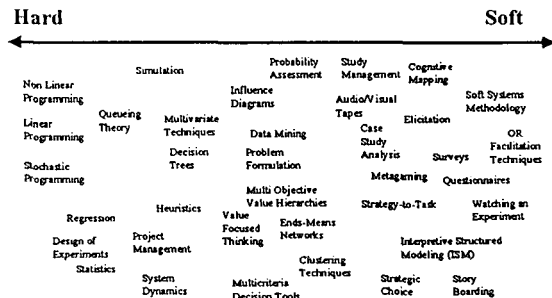 Hard Soft
Simulation
Probability
Assessment
Study
Management
Cognitive
Mapping
Non Linear
Programming
Influence
Diagrams
Audio/Visual
Tapes
Soft Systems
Methodology
Queueing
Theory
Linear
Programming
Multivariate
Techniques
Data Mining
Case
Study
Analysis
Elicitation
OR
Facilitation
Techniques
Decision
Trees
Problem
Formulation
Surveys
Stochastic
Programming
Metagaming
Questionnaires
Multi Objective
Value Hierarchies
Strategy-to-Task
Watching an
Experiment
Regression
Heuristics
Value
Focused
Thinking
Ends-Means
Networks
Design of
Experiments
Project
Management
Interpretive Structured
Modeling (ISM)
Statistics
Clustering
Techniques
System
Dynamics
Multicriteria
Decision Tools
Strategic
Choice
Story
Boarding